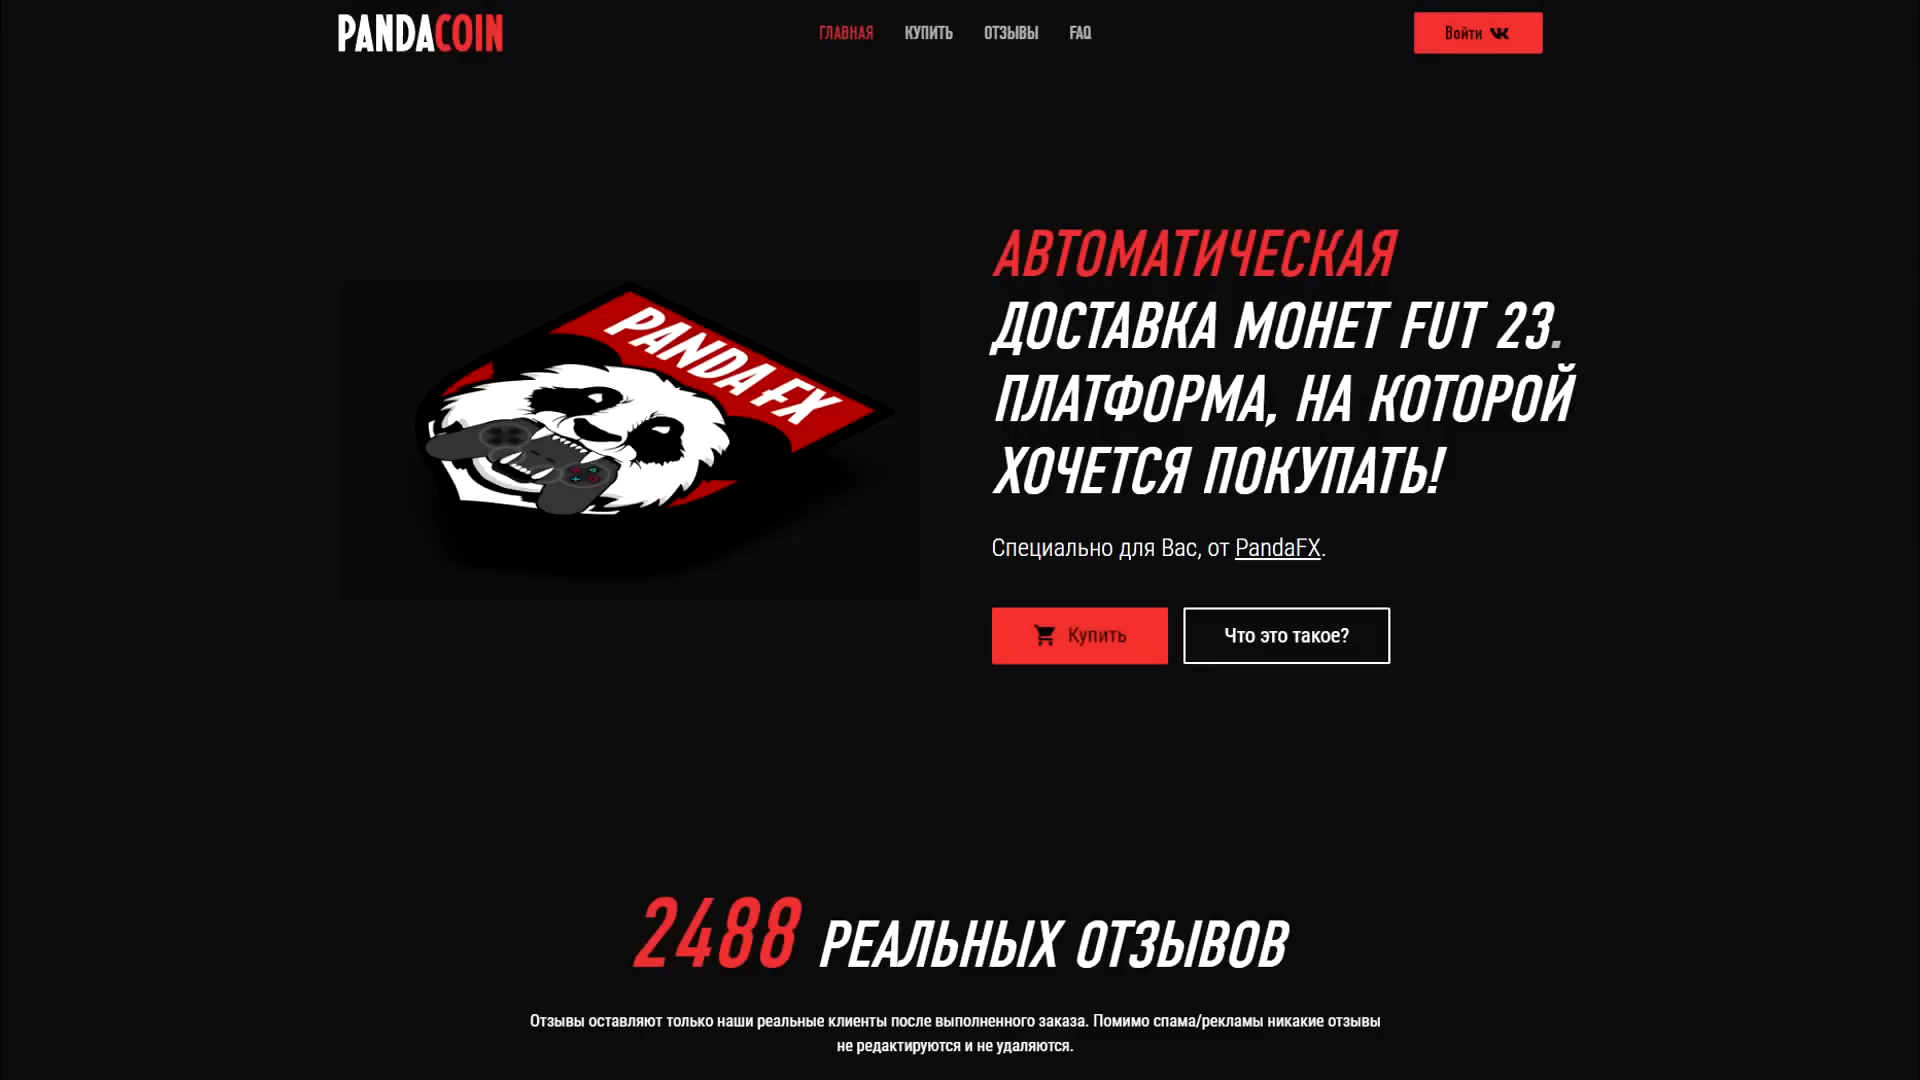 PANDACOIN
ГЛАВНАЯ
КУПИТЬ
ОТЗЫВЫ
FAQ
Войти
PANDA FX
АВТОМАТИЧЕСКАЯ
ДОСТАВКА МОНЕТ FUT 23.
ПЛАТФОРМА, НА КОТОРОЙ
ХОЧЕТСЯ ПОКУПАТЬ!
Специально для Вас, от PandaFX.
Купить
Что это такое?
2488 РЕАЛЬНЫХ ОТЗЫВОВ
Отзывы оставляют только наши реальные клиенты после выполненного заказа. Помимо спама/рекламы никакие отзывы
не редактируются и не удаляются.